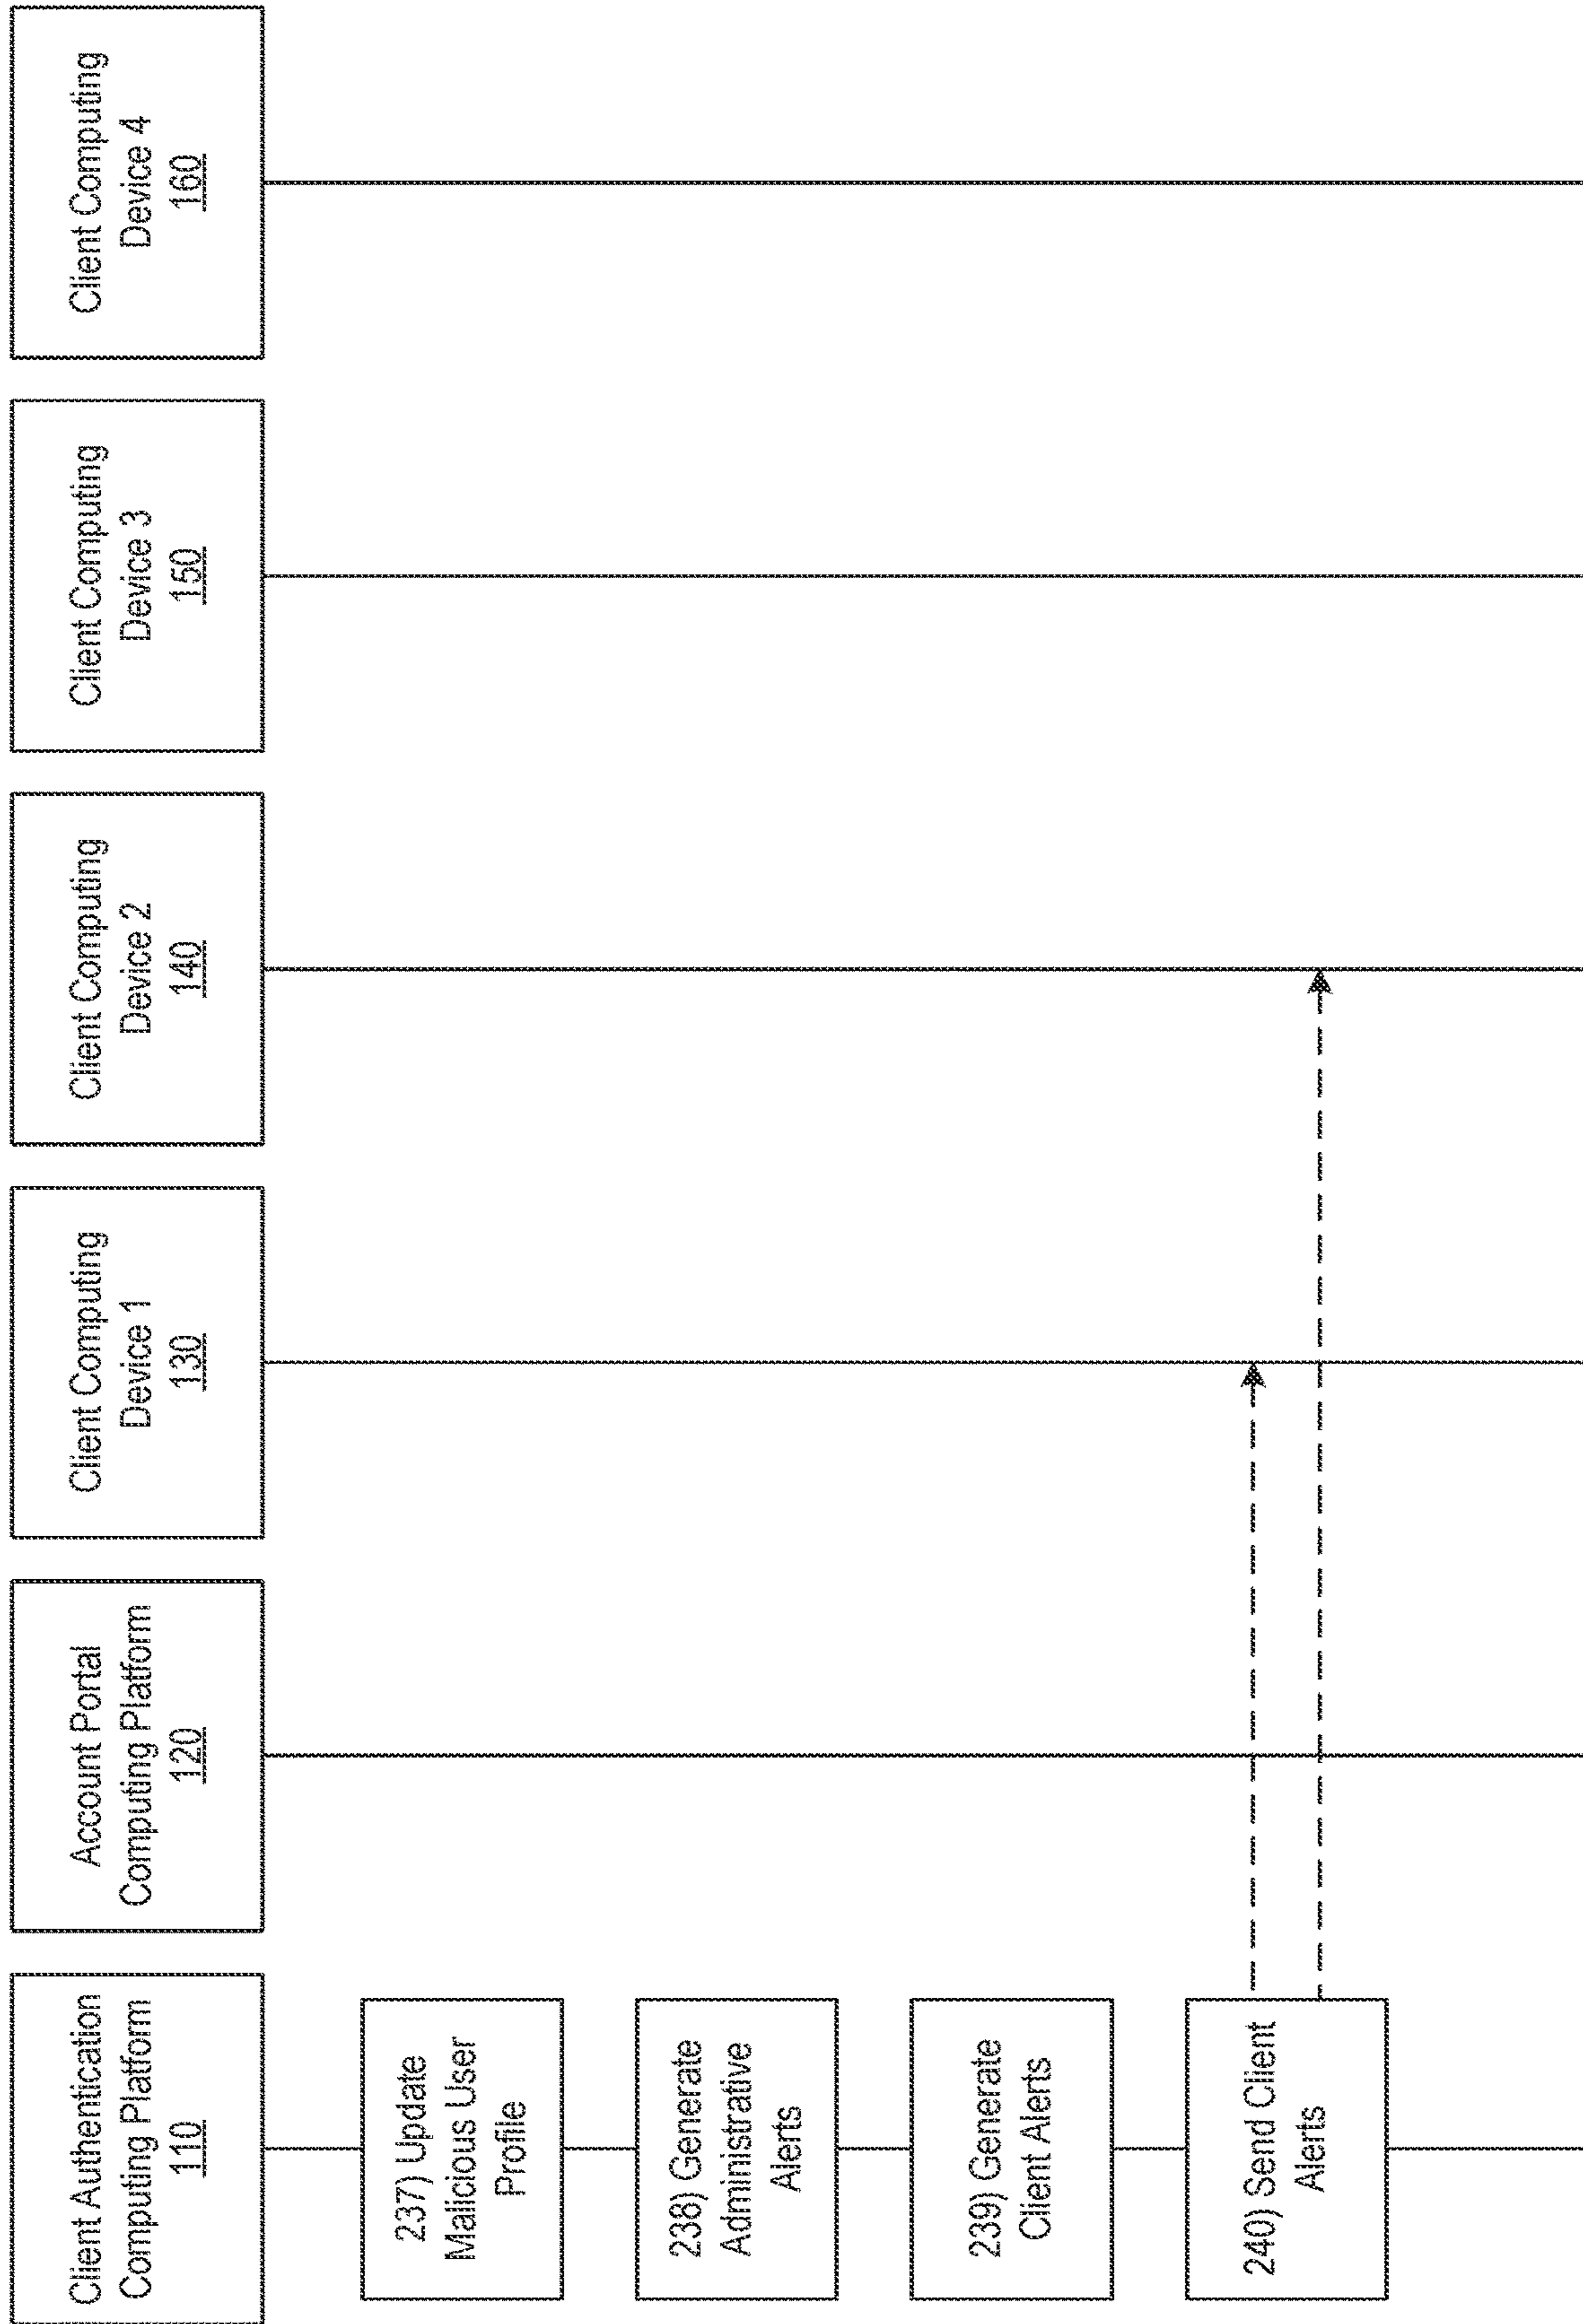 Client Authentication
Computing Platform
110
Account Portal
Computing Platform
120
Client Computing
Device 1
130
Client Computing
Device 2
140
Client Computing
Device 3
150
Client Computing
Device 4
160
237) Update
Malicious User
Profile
238) Generate
Administrative
Alerts
239) Generate
Client Alerts
240) Send Client
Alerts